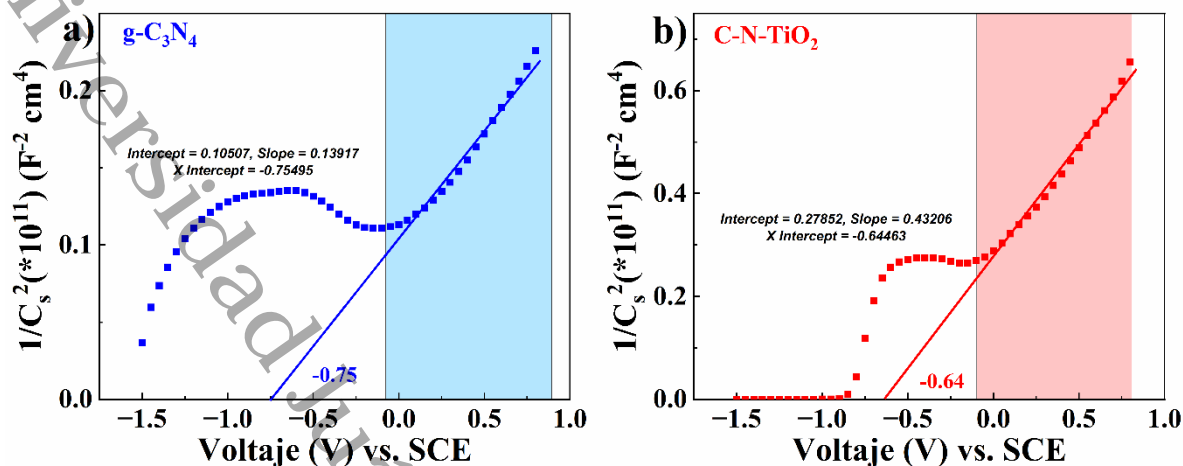 a)
g-C₃N₄
1/Cₛ²(*10¹¹) (F⁻² cm⁴)
0.2
0.1
0.0
Intercept = 0.10507, Slope = 0.13917
X Intercept = -0.75495
-0.75
−1.5 −1.0 −0.5 0.0 0.5 1.0
Voltaje (V) vs. SCE
b)
C-N-TiO₂
1/Cₛ²(*10¹¹) (F⁻² cm⁴)
0.6
0.4
0.2
0.0
Intercept = 0.27852, Slope = 0.43206
X Intercept = -0.64463
-0.64
−1.5 −1.0 −0.5 0.0 0.5 1.0
Voltaje (V) vs. SCE